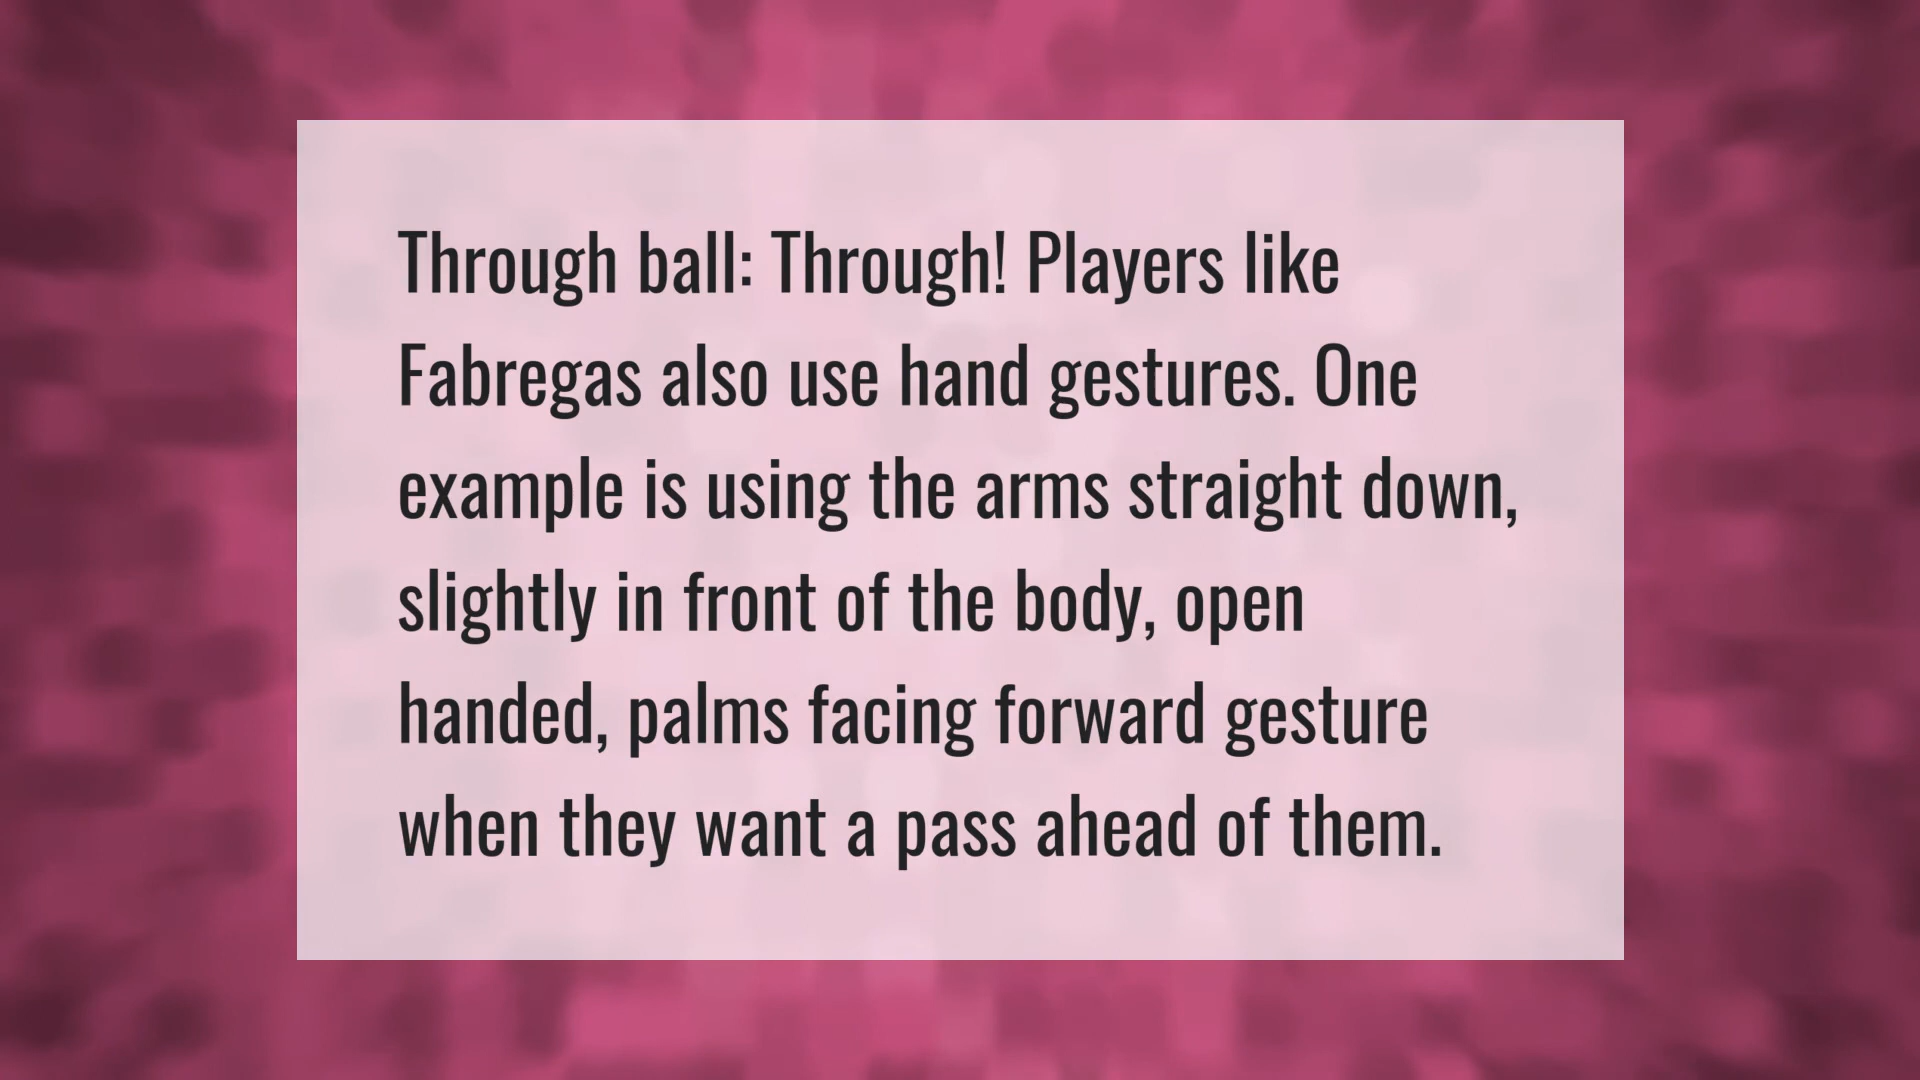 Through ball: Through! Players like
Fabregas also use hand gestures. One
example is using the arms straight down,
slightly in front of the body, open
handed, palms facing forward gesture
when they want a pass ahead of them.